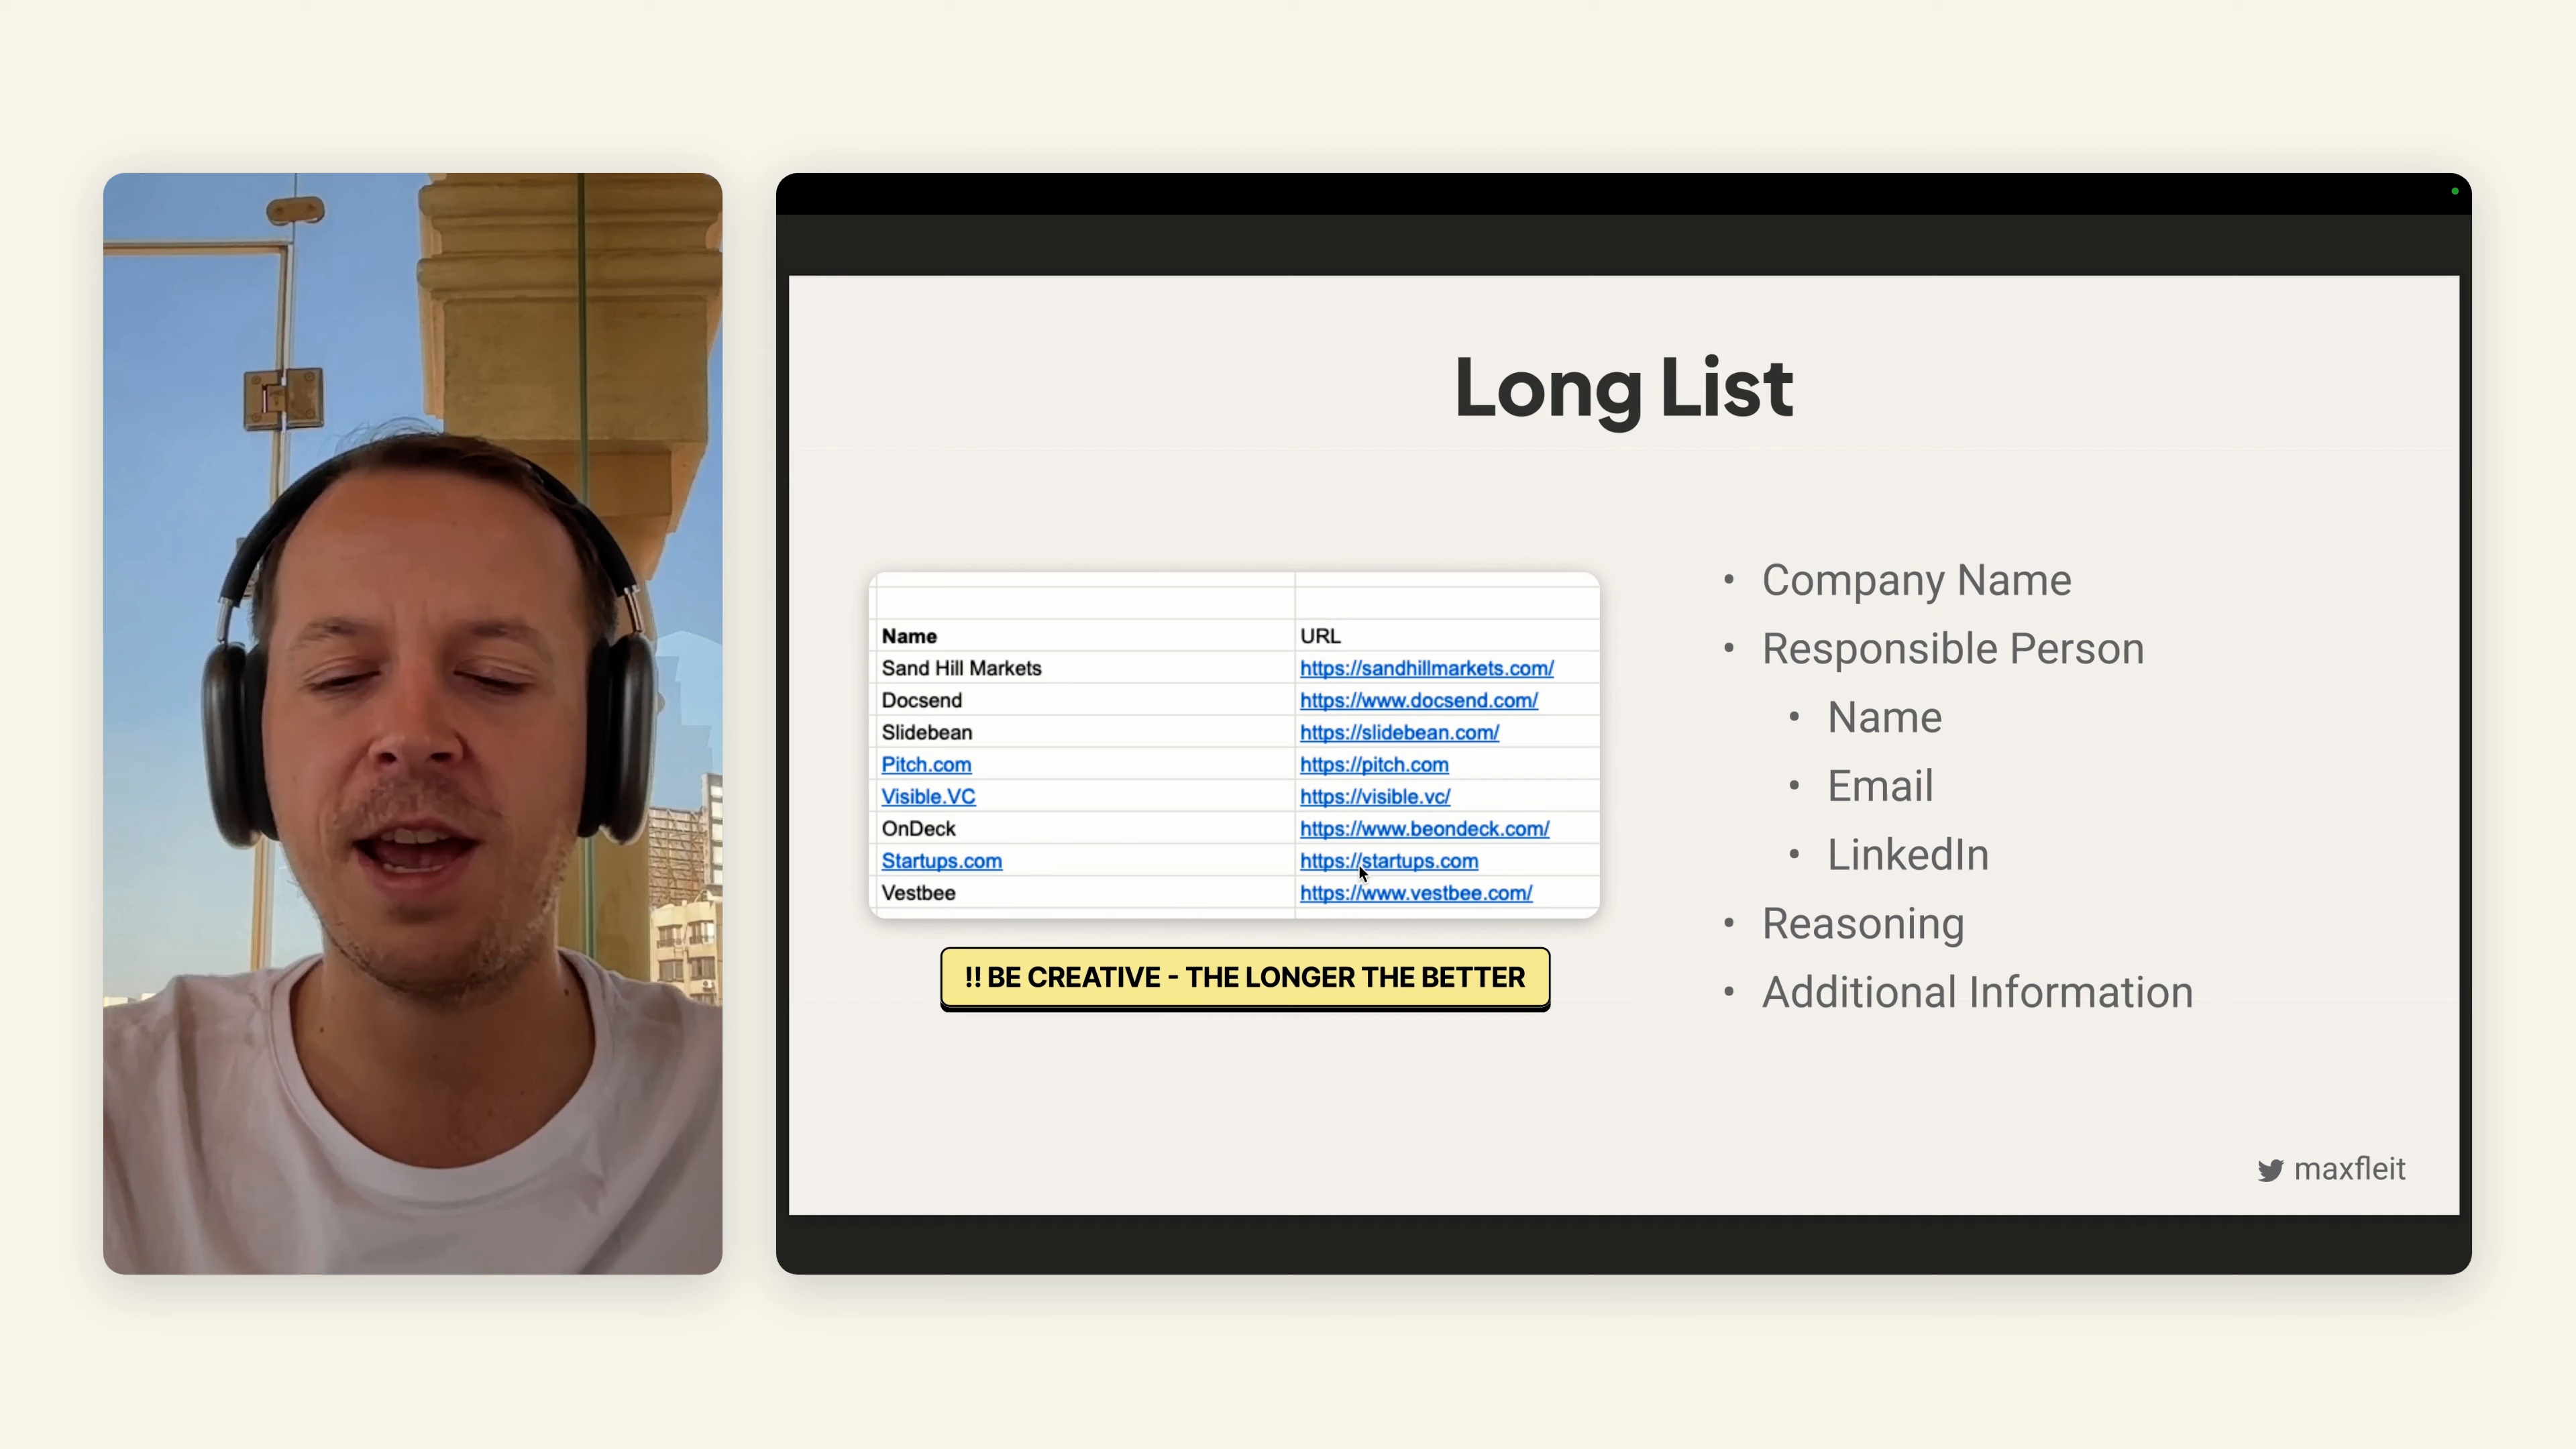 Long List
Name URL
Sand Hill Markets https://sandhillmarkets.com/
Docsend https://www.docsend.com/
Slidebean https://slidebean.com/
Pitch.com https://pitch.com
Visible.VC https://visible.vc/
OnDeck https://www.beondeck.com/
Startups.com https://startups.com
Vestbee https://www.vestbee.com/
!! BE CREATIVE - THE LONGER THE BETTER
• Company Name
• Responsible Person
• Name
• Email
• LinkedIn
• Reasoning
• Additional Information
maxfleit